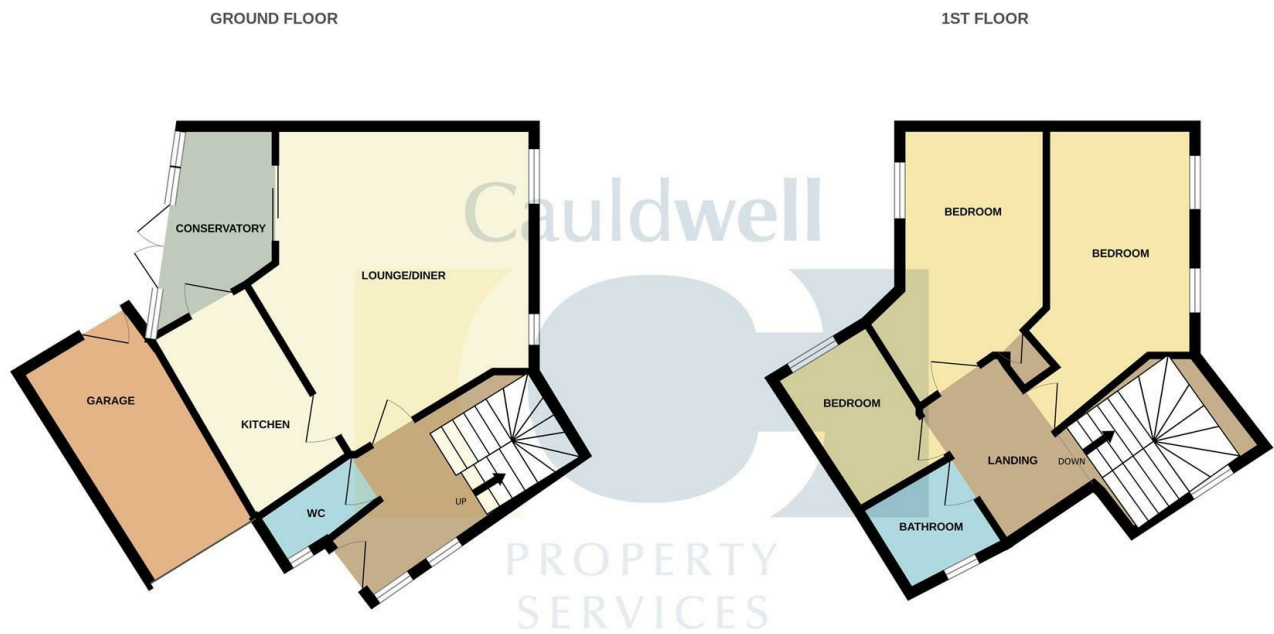 GROUND FLOOR
1ST FLOOR
Cauldwell
PROPERTY
SERVICES
CONSERVATORY
LOUNGE/DINER
GARAGE
KITCHEN
WC
UP
BEDROOM
BEDROOM
BEDROOM
LANDING
DOWN
BATHROOM